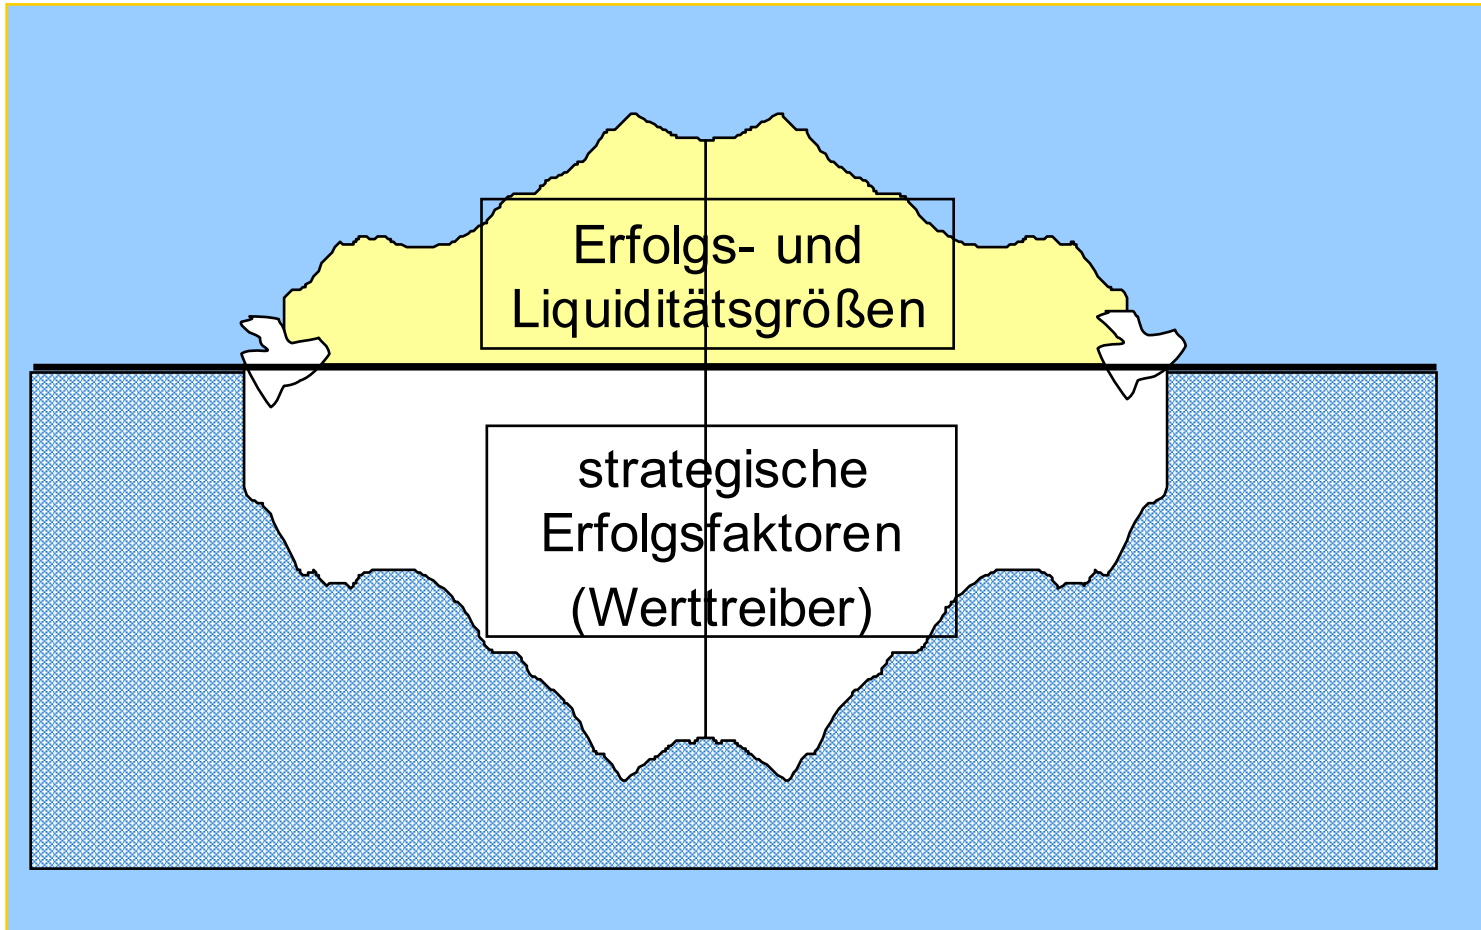 Erfolgs- und
Liquiditätsgrößen
strategische
Erfolgsfaktoren
(Werttreiber)